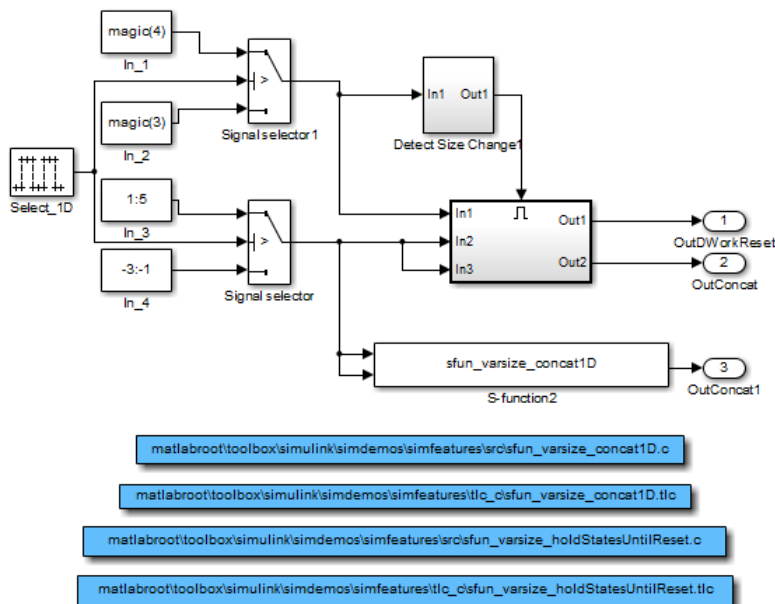 magic(4)
In_1
>
Signal selector1
magic(3)
In_2
In1
Out1
Detect Size Change1
Select_1D
1:5
In_3
>
Signal selector
-3:-1
In_4
In1
In2
In3
Out1
Out2
1
OutDWorkReset
2
OutConcat
sfun_varsize_concat1D
S-function2
3
OutConcat1
matlabroot\toolbox\simulink\simdemos\simfeatures\src\sfun_varsize_concat1D.c
matlabroot\toolbox\simulink\simdemos\simfeatures\tlc_c\sfun_varsize_concat1D.tlc
matlabroot\toolbox\simulink\simdemos\simfeatures\src\sfun_varsize_holdStatesUntilReset.c
matlabroot\toolbox\simulink\simdemos\simfeatures\tlc_c\sfun_varsize_holdStatesUntilReset.tlc